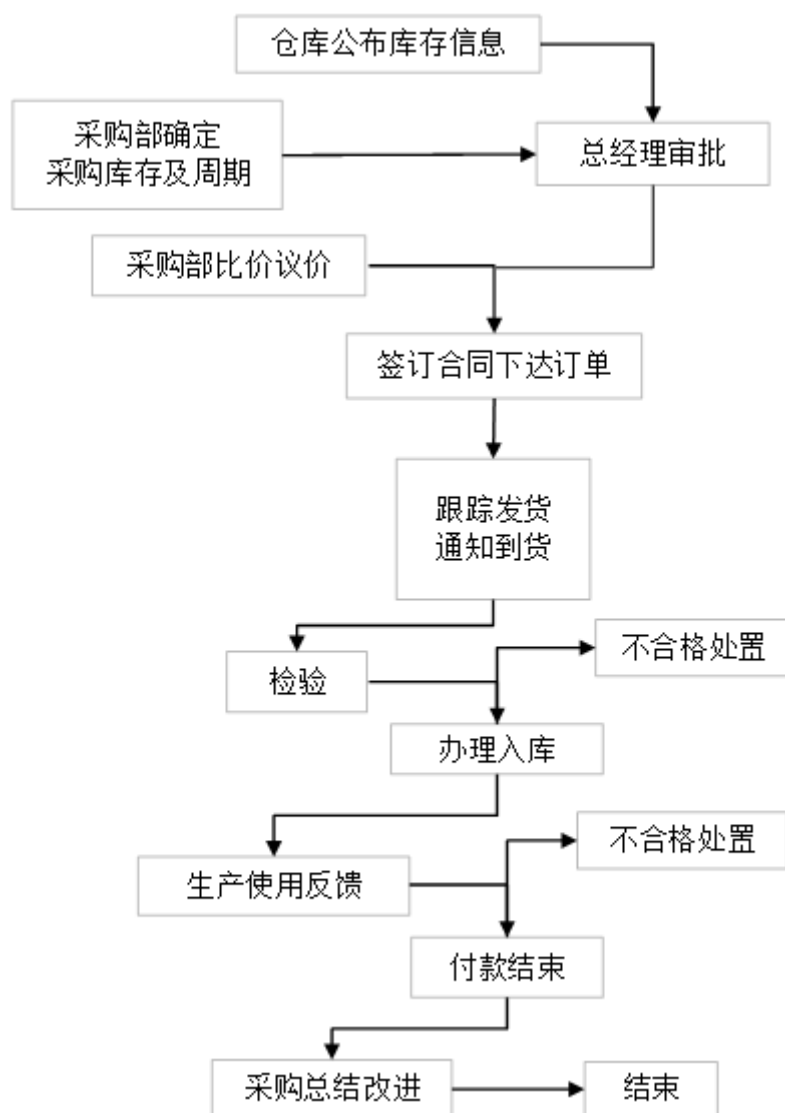 仓库公布库存信息
采购部确定
采购库存及周期
总经理审批
采购部比价议价
签订合同下达订单
跟踪发货
通知到货
不合格处置
检验
办理入库
不合格处置
生产使用反馈
付款结束
采购总结改进
结束